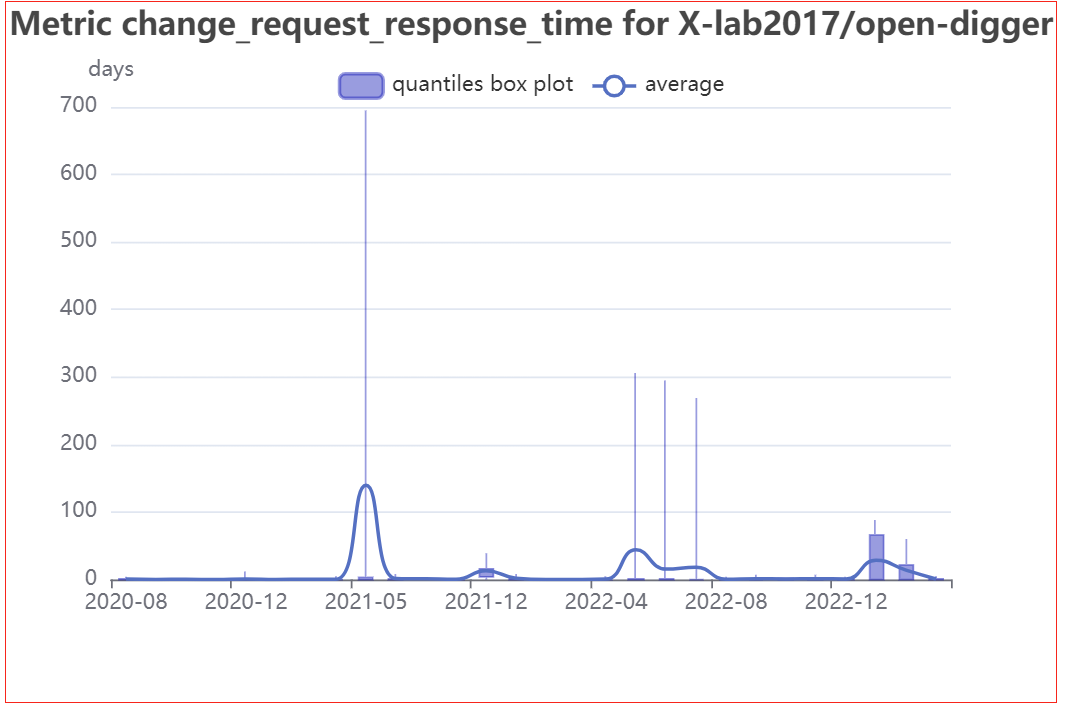 Metric change_request_response_time for X-lab2017/open-digger
days
quantiles box plot
average
700
600
500
400
300
200
100
0
2020-08 2020-12 2021-05 2021-12 2022-04 2022-08 2022-12